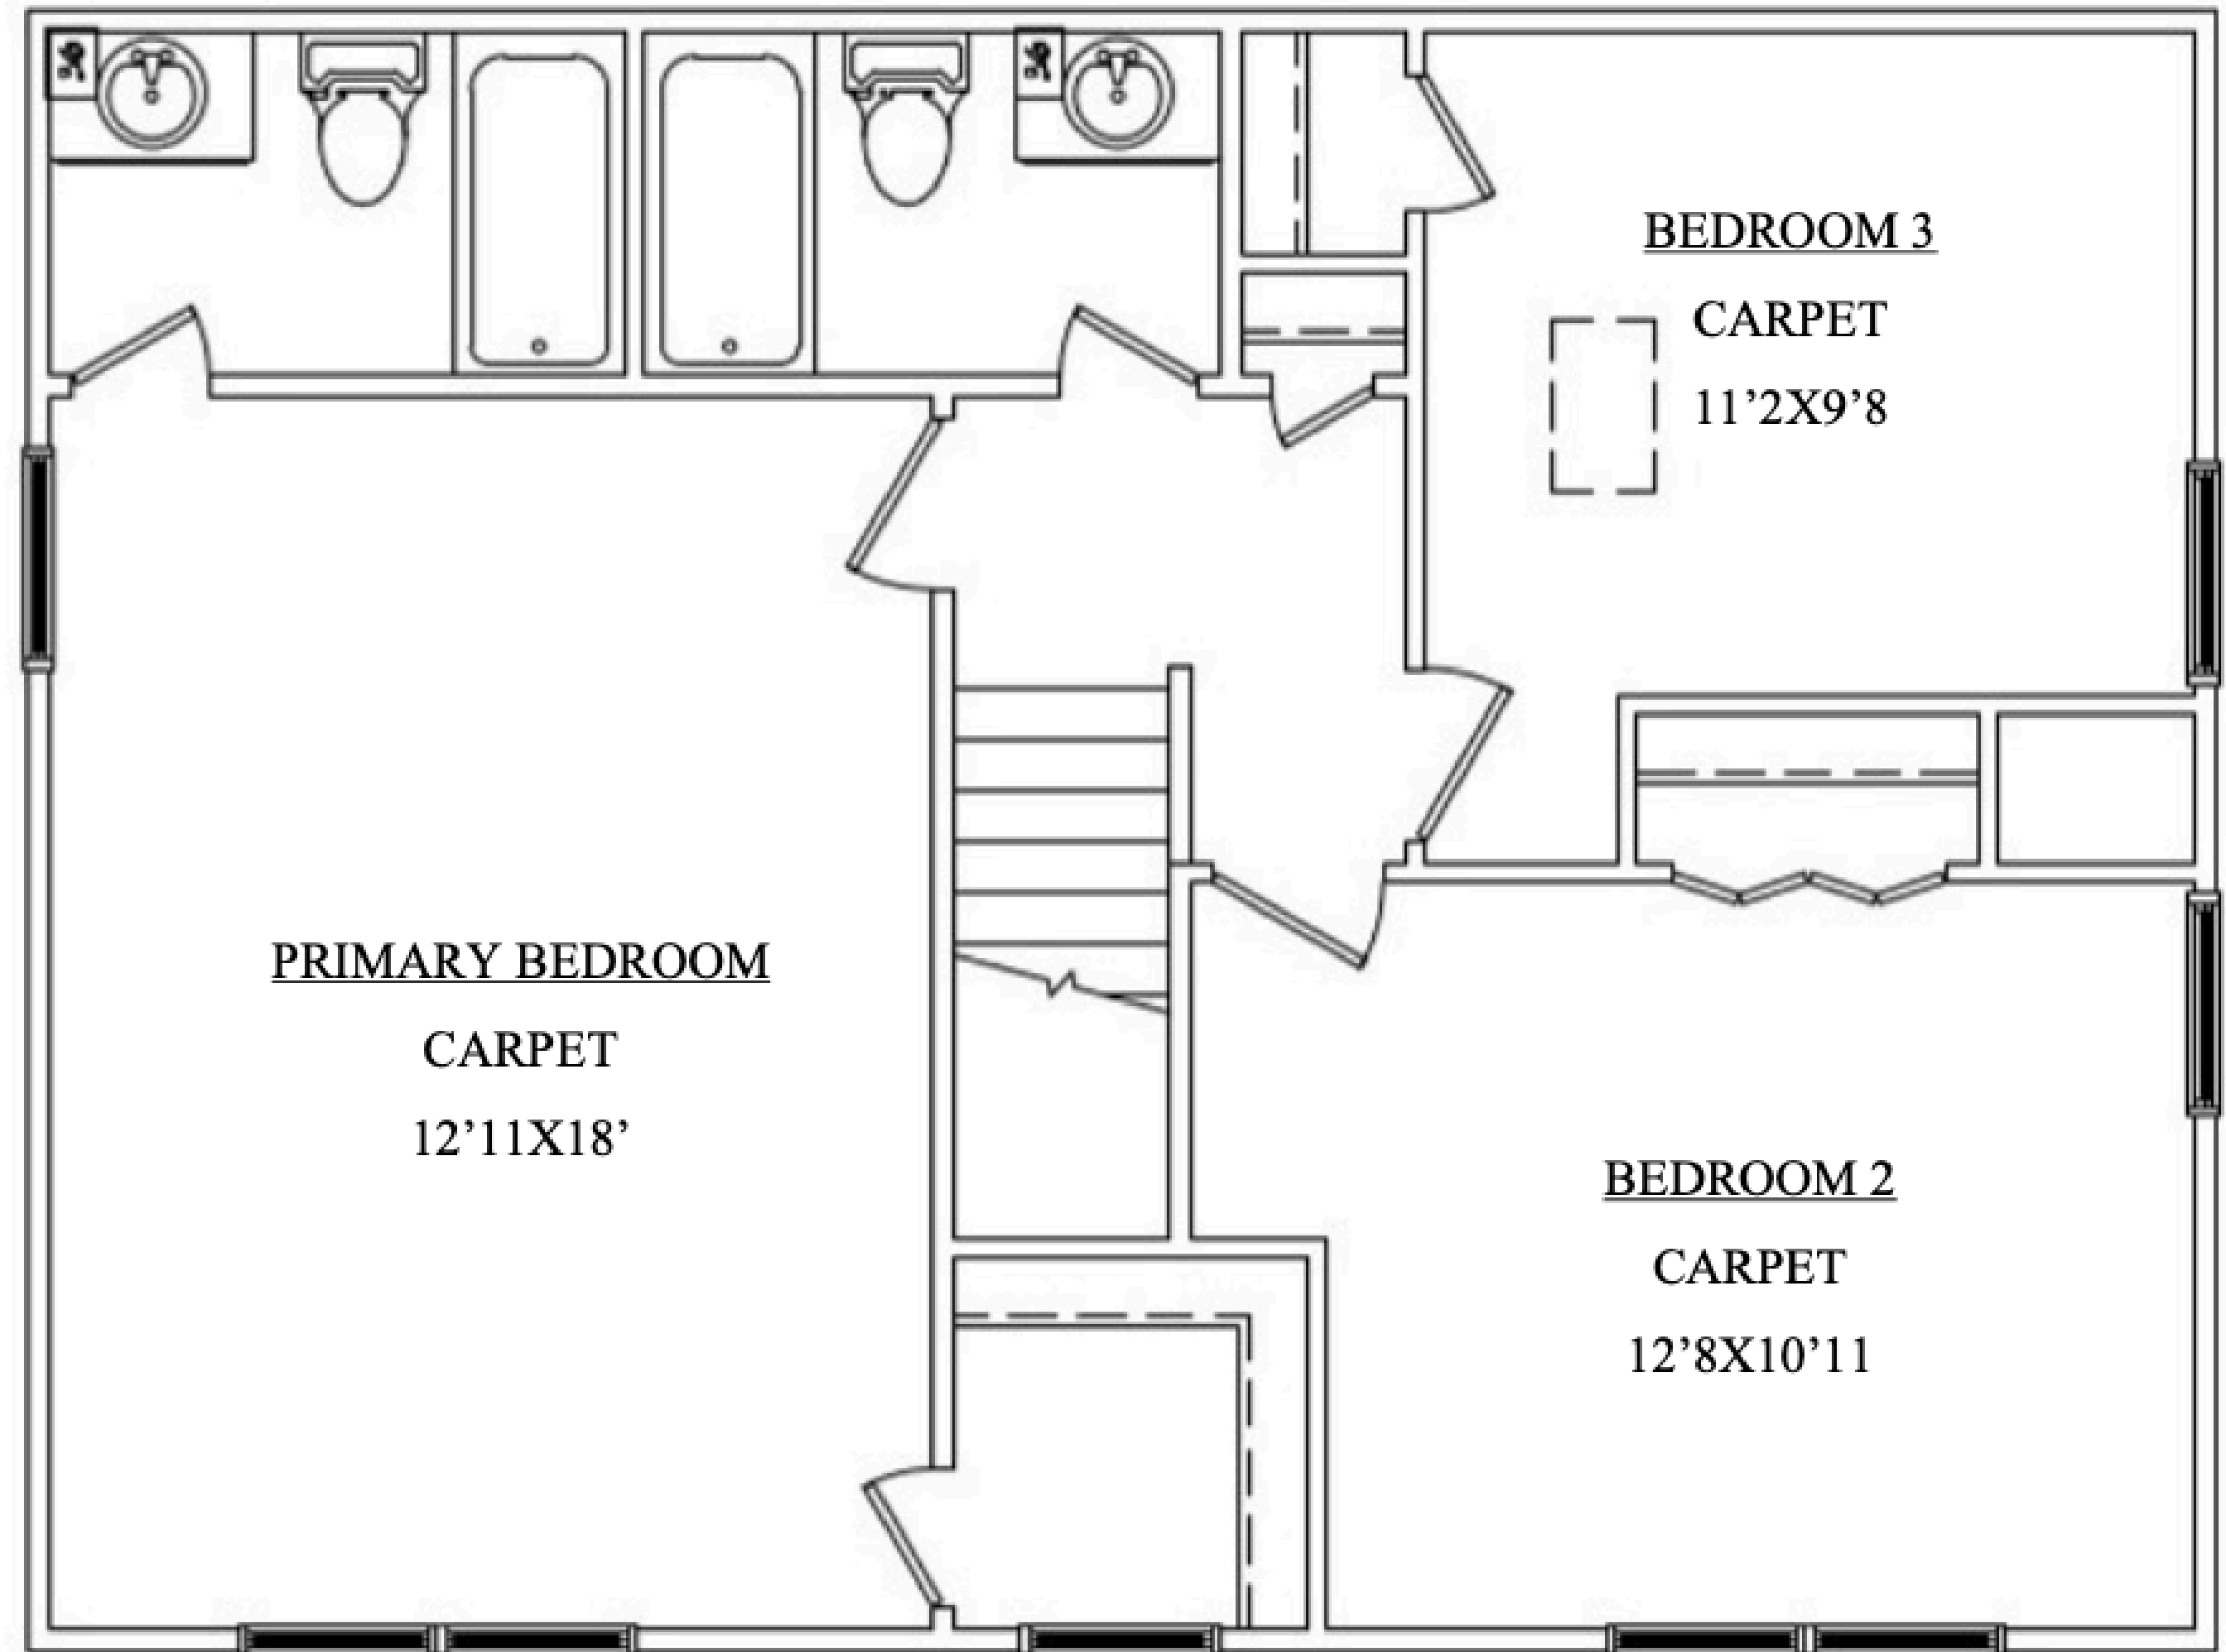 BEDROOM 3
CARPET
11’2X9’8
PRIMARY BEDROOM
CARPET
12’11X18’
BEDROOM 2
CARPET
12’8X10’11